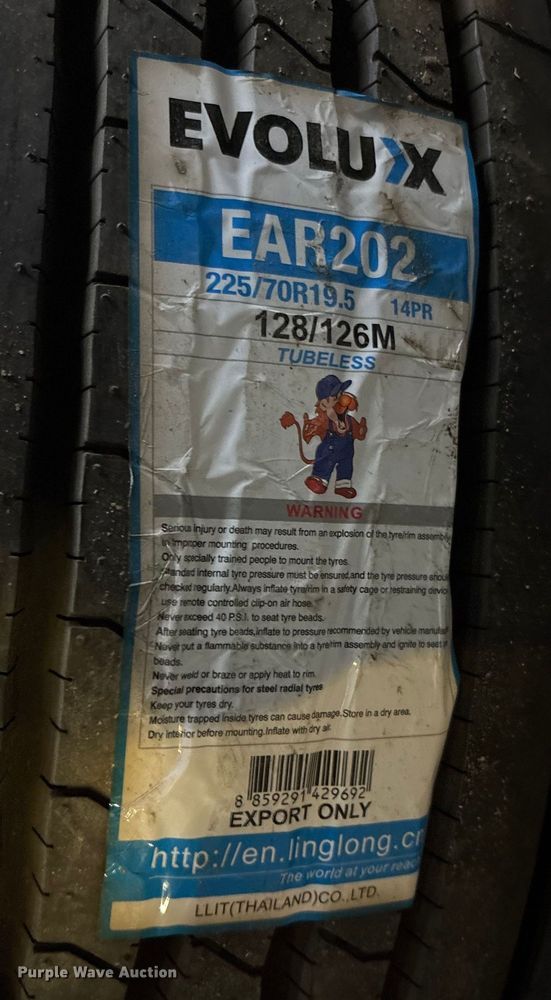 EVOLUXX
EAR202
225/70R19.5 14PR
128/126M
TUBELESS
WARNING
Serious injury or death may result from an explosion of the tyre/rim assembly
in improper mounting procedures.
Only specially trained people to mount the tyres.
internal tyre pressure must be ensured,and the tyre pressure
checked regularly.Always inflate tyre/rim in a safety cage or restraining device
use remote controlled clip-on air hose.
Never exceed 40 P.S.I. to seat tyre beads.
After seating tyre beads,inflate to pressure recommended by vehicle
Never put a flammable substance into a tyre/rim assembly and ignite to seat
beads.
Never weld or braze or apply heat to rim.
Special precautions for steel radial tyres
Keep your tyres dry.
Moisture trapped inside tyres can cause damage.Store in a dry area.
Dry interior before mounting.Inflate with dry air.
8 859291 429692
EXPORT ONLY
http://en.linglong.cn
The world at your
LLIT(THAILAND)CO.,LTD.
Purple Wave Auction